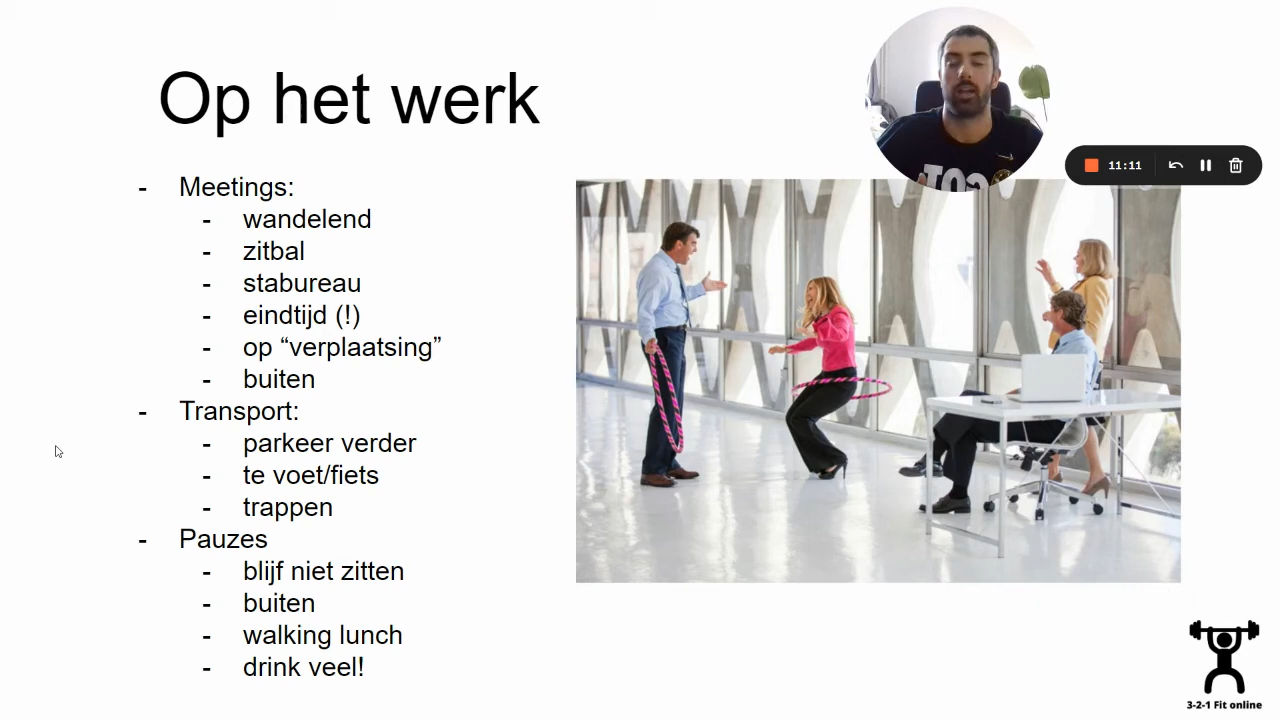 Op het werk
11:11
- Meetings:
- wandelend
- zitbal
- stabureau
- eindtijd (!)
- op “verplaatsing”
- buiten
- Transport:
- parkeer verder
- te voet/fiets
- trappen
- Pauzes
- blijf niet zitten
- buiten
- walking lunch
- drink veel!
3-2-1 Fit online